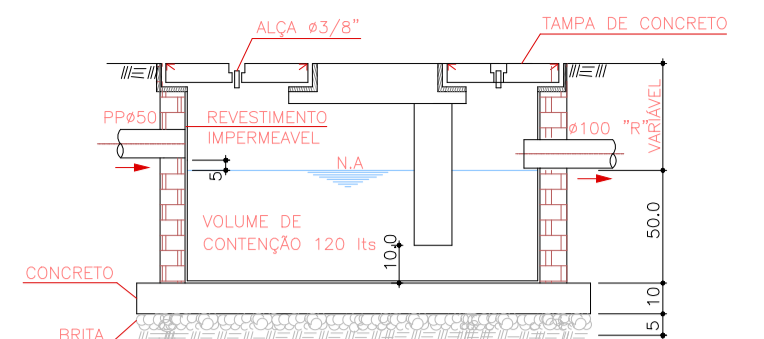 TAMPA DE CONCRETO
ALÇA ø3/8"
PPø50
REVESTIMENTO
IMPERMEAVEL
ø100 "R"
VARIÁVEL
N.A
5
VOLUME DE
CONTENÇÃO 120 lts
10.0
50.0
CONCRETO
10
BRITA
5